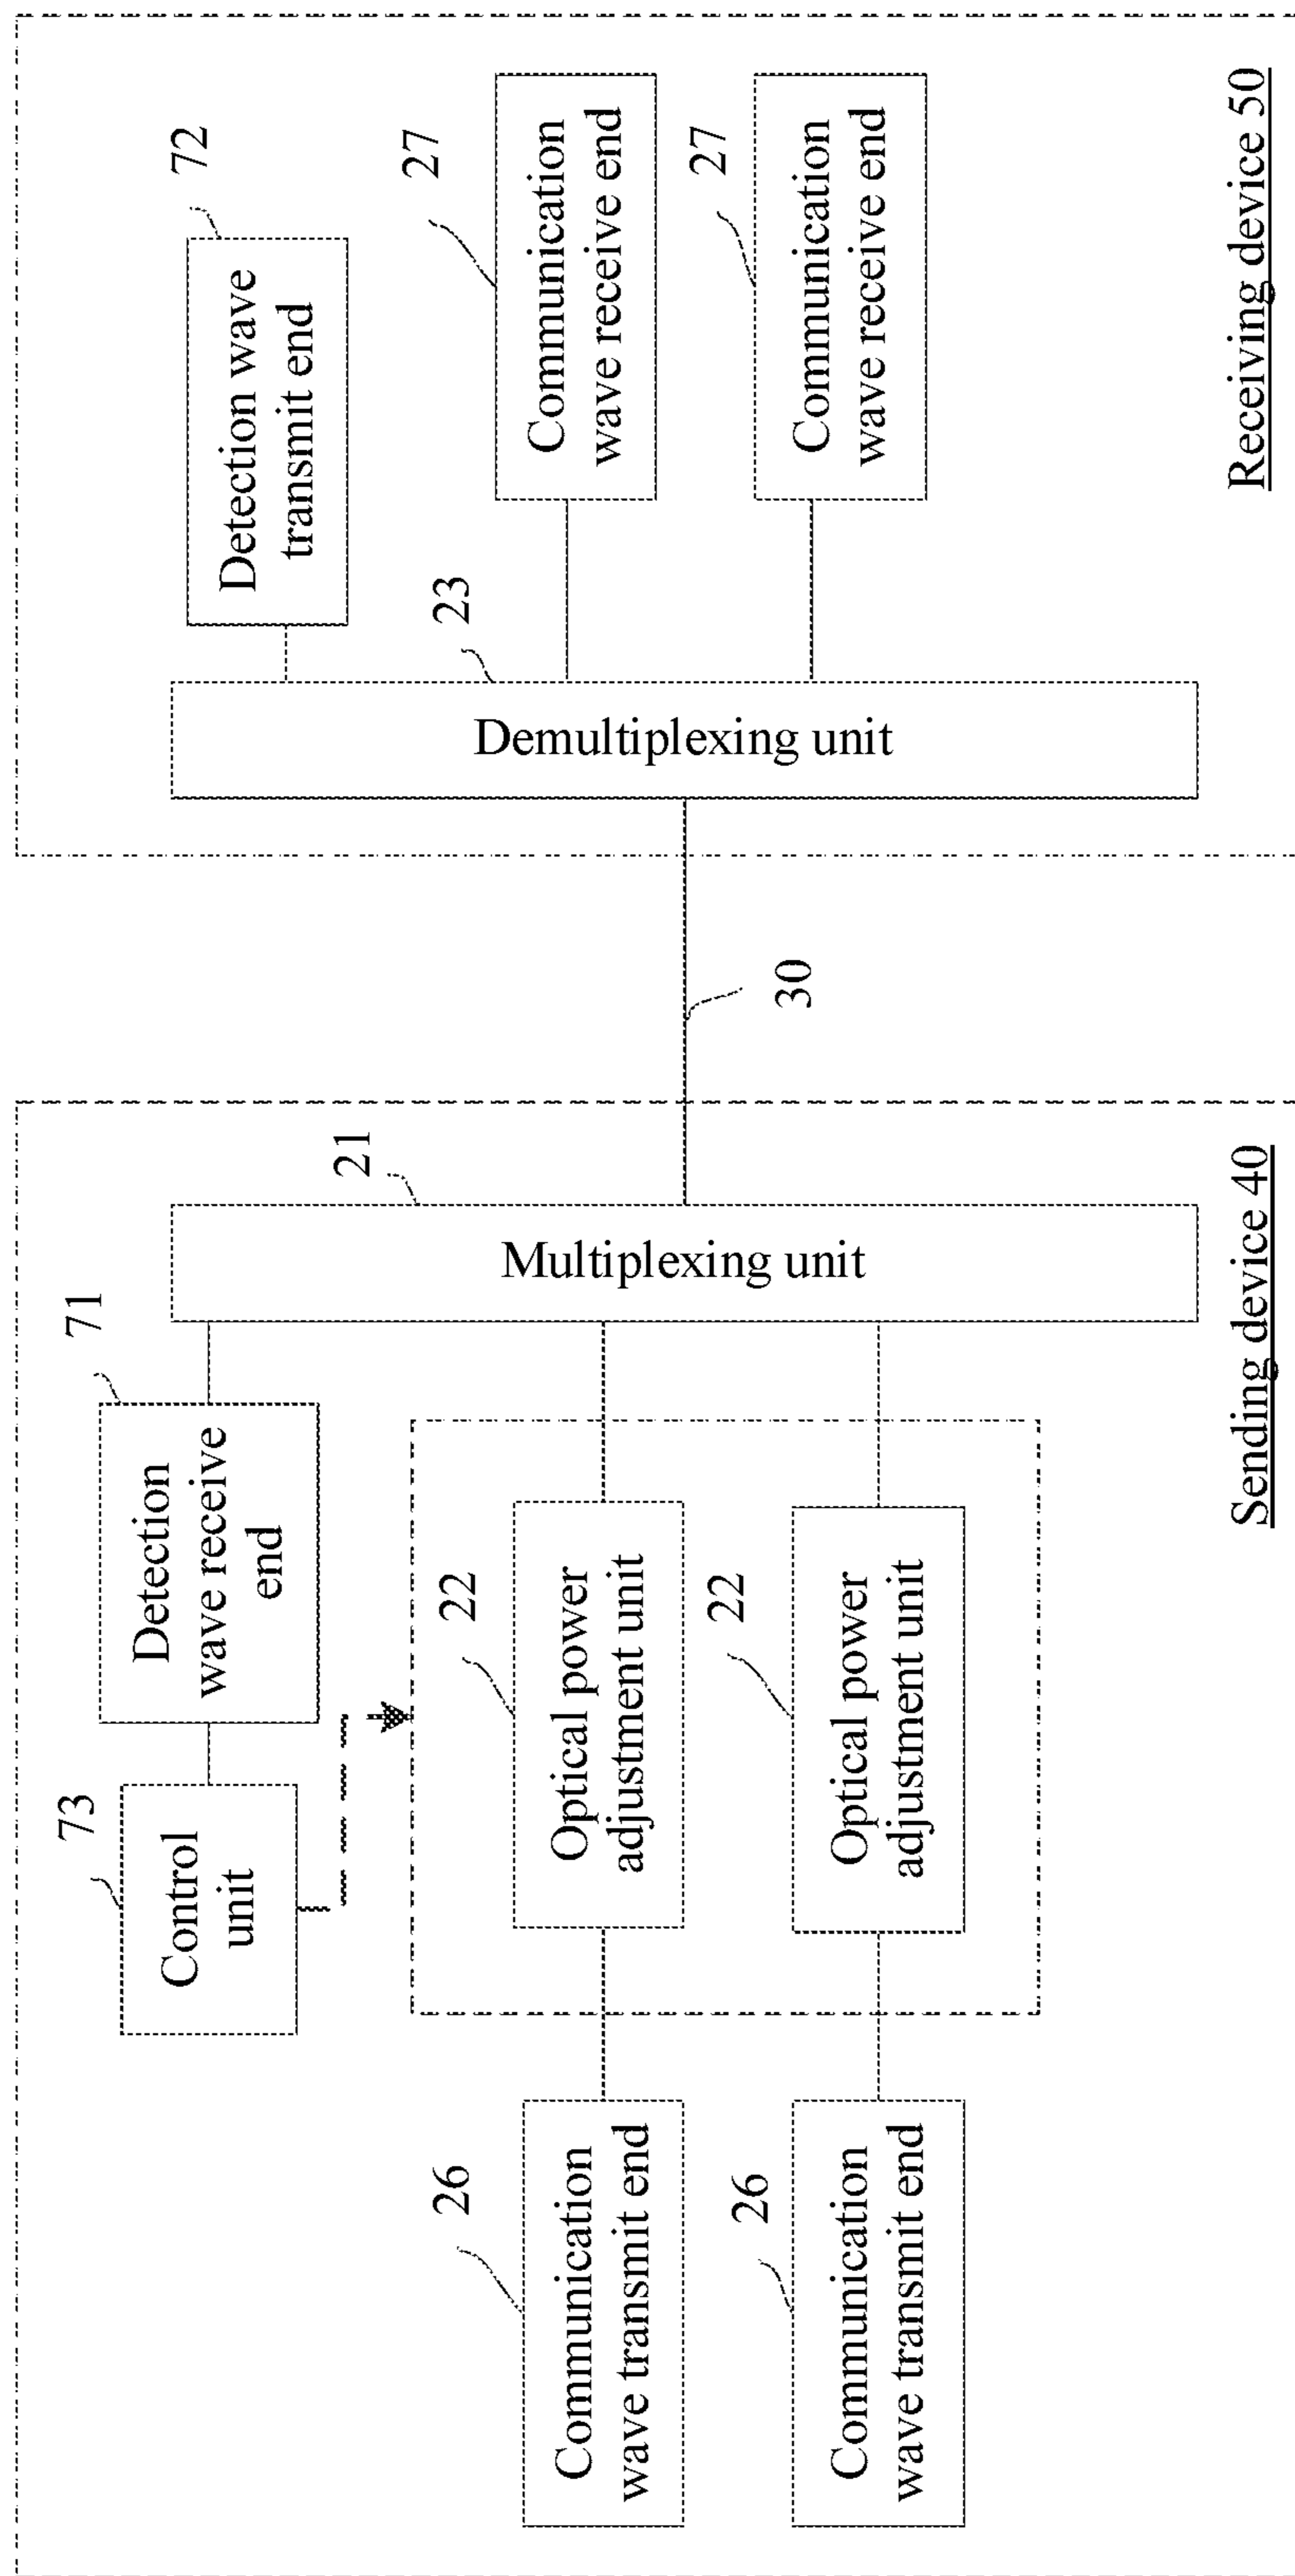 73
Control
unit
71
Detection
wave receive
end
21
Multiplexing unit
26
Communication
wave transmit end
22
Optical power
adjustment unit
26
Communication
wave transmit end
22
Optical power
adjustment unit
Sending device 40
30
72
Detection wave
transmit end
23
Demultiplexing unit
27
Communication
wave receive end
27
Communication
wave receive end
Receiving device 50